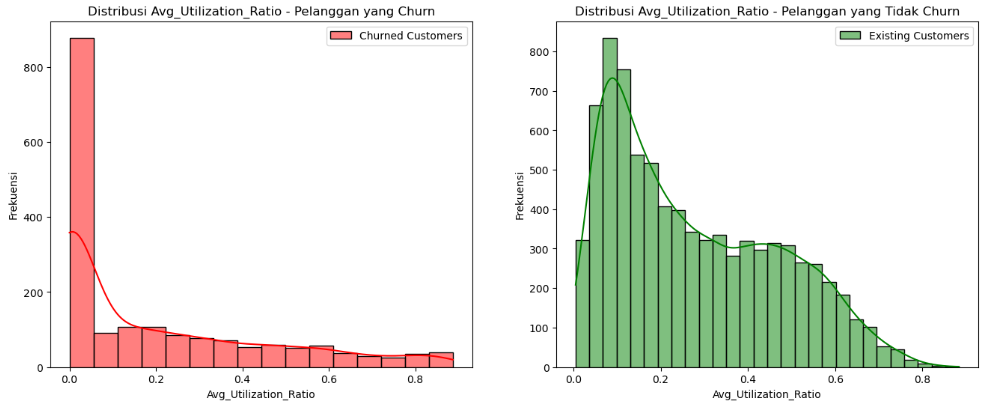 Distribusi Avg_Utilization_Ratio - Pelanggan yang Churn
Churned Customers
Frekuensi
800
600
400
200
0
0.0 0.2 0.4 0.6 0.8
Avg_Utilization_Ratio
Distribusi Avg_Utilization_Ratio - Pelanggan yang Tidak Churn
Existing Customers
Frekuensi
800
700
600
500
400
300
200
100
0
0.0 0.2 0.4 0.6 0.8
Avg_Utilization_Ratio